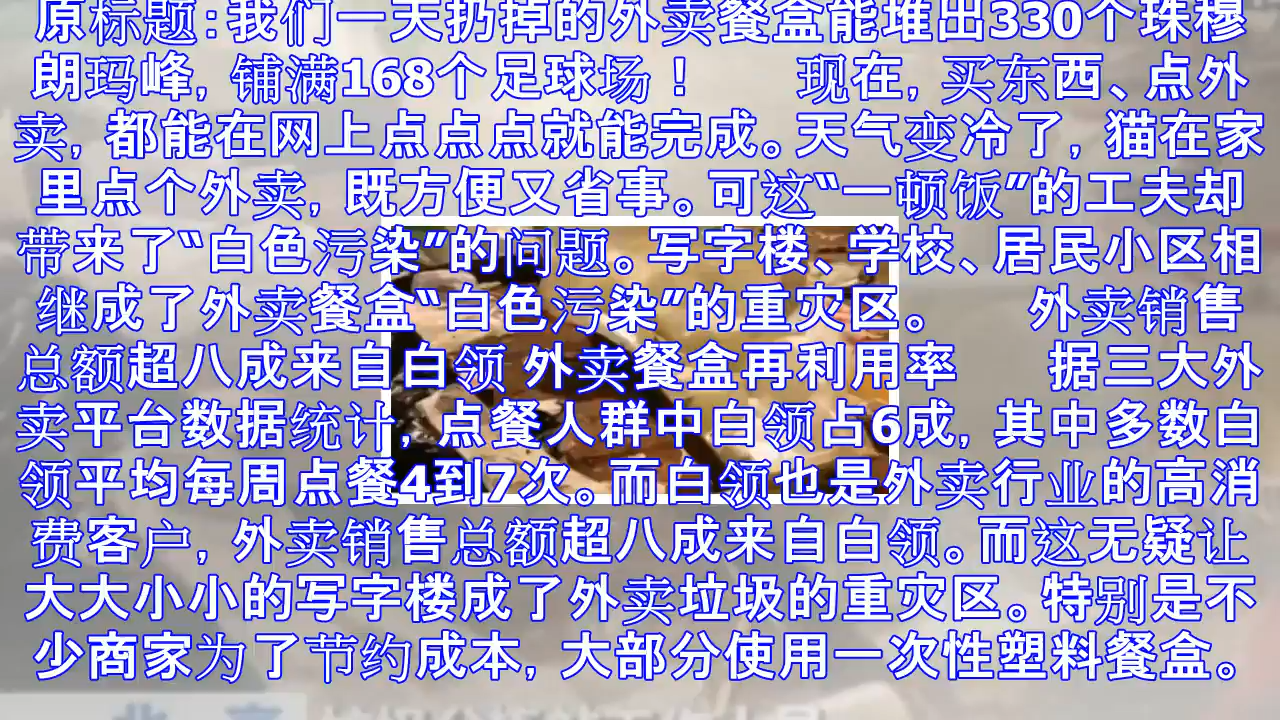 原标题:我们一天扔掉的外卖餐盒能堆出330个珠穆
朗玛峰, 铺满168个足球场！ 现在, 买东西、点外
卖, 都能在网上点点点就能完成。天气变冷了, 猫在家
里点个外卖, 既方便又省事。可这“一顿饭”的工夫却
带来了“白色污染”的问题。写字楼、学校、居民小区相
继成了外卖餐盒“白色污染”的重灾区。 外卖销售
总额超八成来自白领 外卖餐盒再利用率 据三大外
卖平台数据统计, 点餐人群中白领占6成, 其中多数白
领平均每周点餐4到7次。而白领也是外卖行业的高消
费客户, 外卖销售总额超八成来自白领。而这无疑让
大大小小的写字楼成了外卖垃圾的重灾区。特别是不
少商家为了节约成本, 大部分使用一次性塑料餐盒。